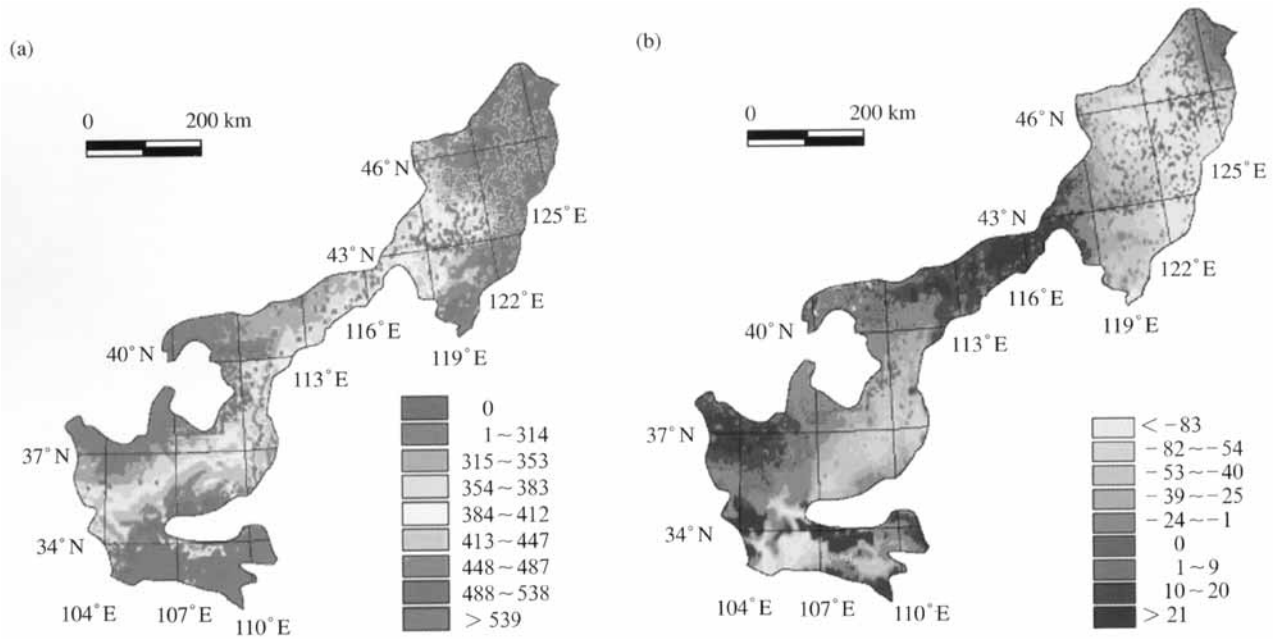 (a)
0 200 km
46° N
125° E
43° N
122° E
116° E
119° E
40° N
113° E
37° N
34° N
104° E
107° E
110° E
0
1~314
315~353
354~383
384~412
413~447
448~487
488~538
> 539
(b)
0 200 km
46° N
125° E
43° N
122° E
116° E
119° E
40° N
113° E
37° N
34° N
104° E
107° E
110° E
< −83
−82~−54
−53~−40
−39~−25
−24~−1
0
1~9
10~20
> 21